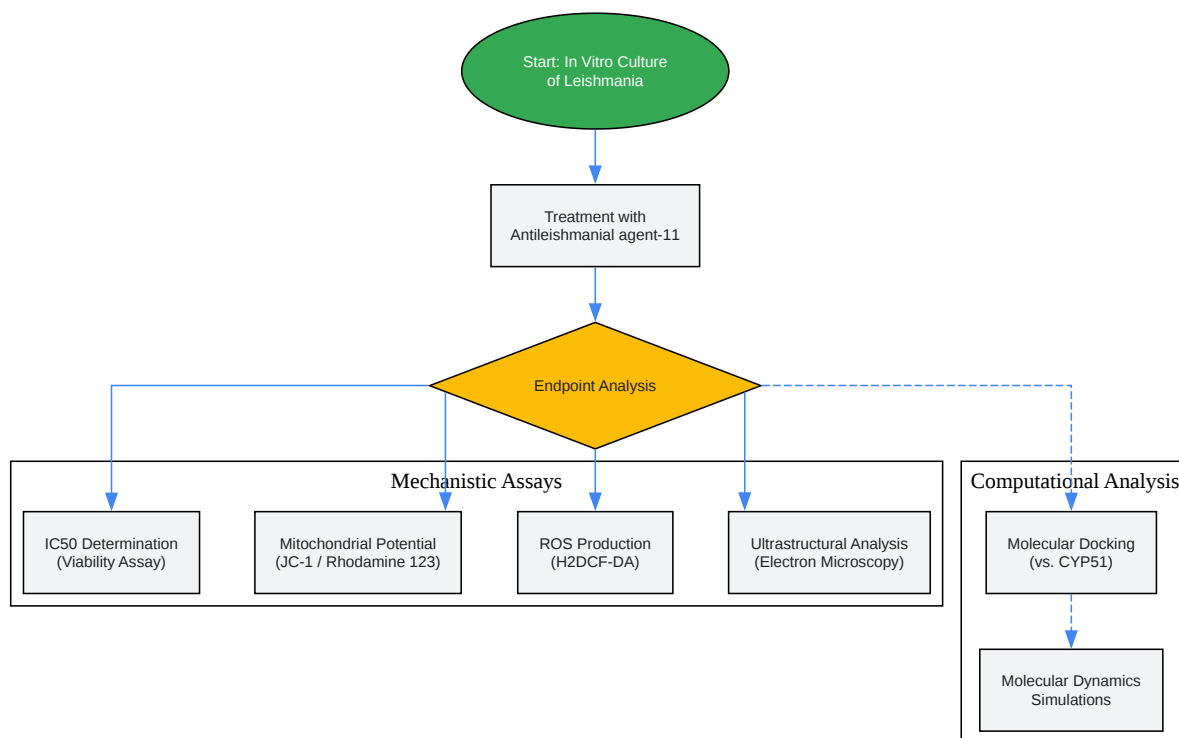 Start: In Vitro Culture
of Leishmania
Treatment with
Antileishmanial agent-11
Endpoint Analysis
Mechanistic Assays
IC50 Determination
(Viability Assay)
Mitochondrial Potential
(JC-1 / Rhodamine 123)
ROS Production
(H2DCF-DA)
Ultrastructural Analysis
(Electron Microscopy)
Computational Analysis
Molecular Docking
(vs. CYP51)
Molecular Dynamics
Simulations